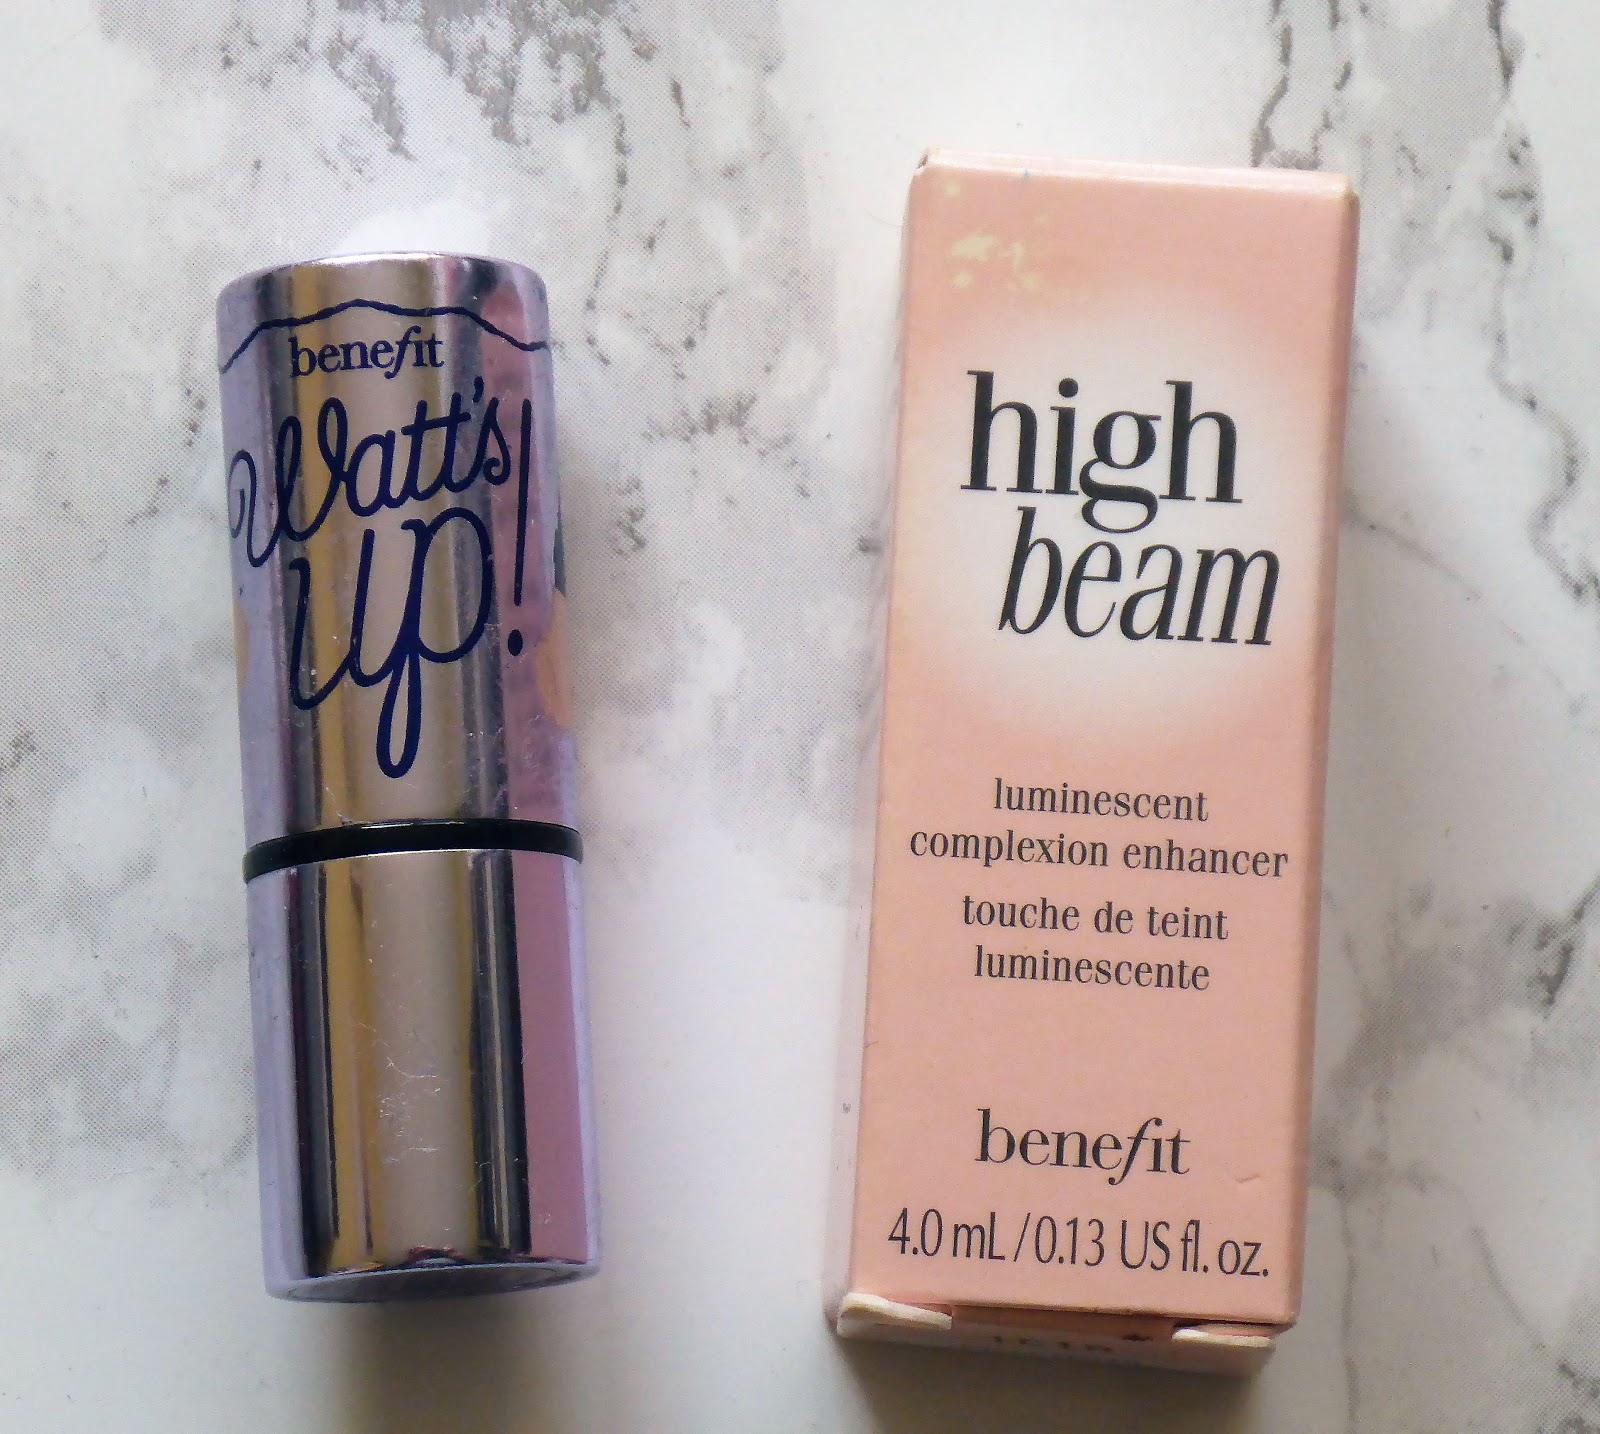 benefit
Watt's
up!
high
beam
luminescent
complexion enhancer
touche de teint
luminescente
benefit
4.0 mL / 0.13 US fl. oz.